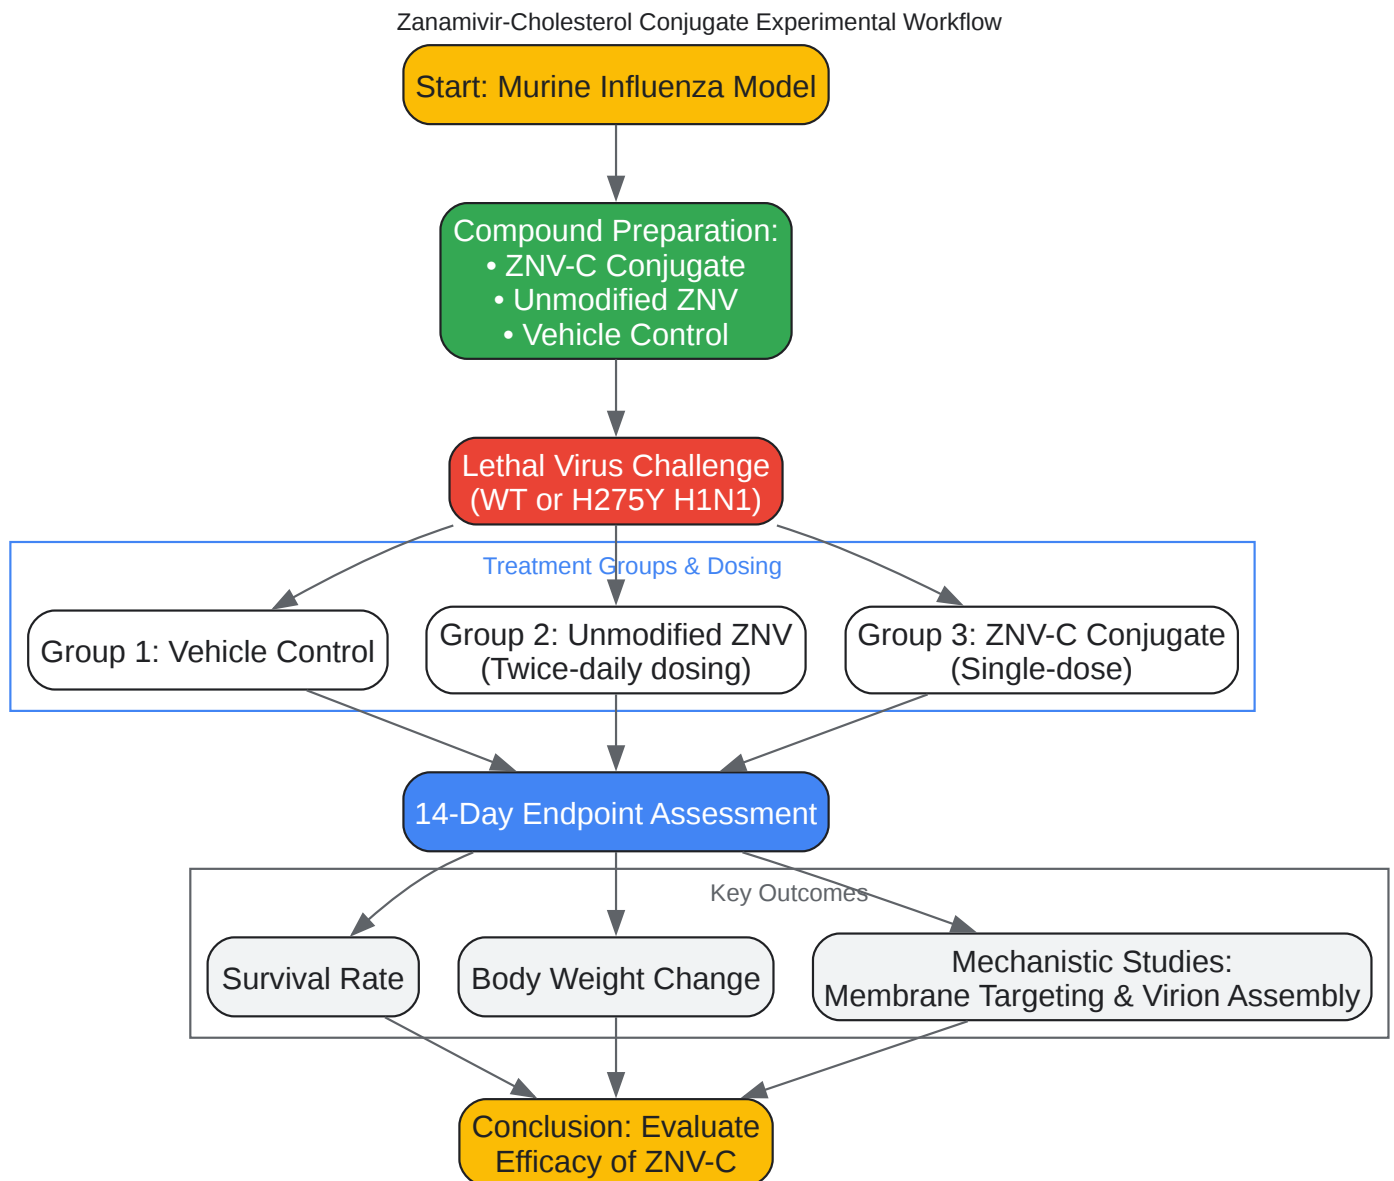 Zanamivir-Cholesterol Conjugate Experimental Workflow
Start: Murine Influenza Model
Compound Preparation:
• ZNV-C Conjugate
• Unmodified ZNV
• Vehicle Control
Lethal Virus Challenge
(WT or H275Y H1N1)
Treatment Groups & Dosing
Group 1: Vehicle Control
Group 2: Unmodified ZNV
(Twice-daily dosing)
Group 3: ZNV-C Conjugate
(Single-dose)
14-Day Endpoint Assessment
Key Outcomes
Survival Rate
Body Weight Change
Mechanistic Studies:
Membrane Targeting & Virion Assembly
Conclusion: Evaluate
Efficacy of ZNV-C